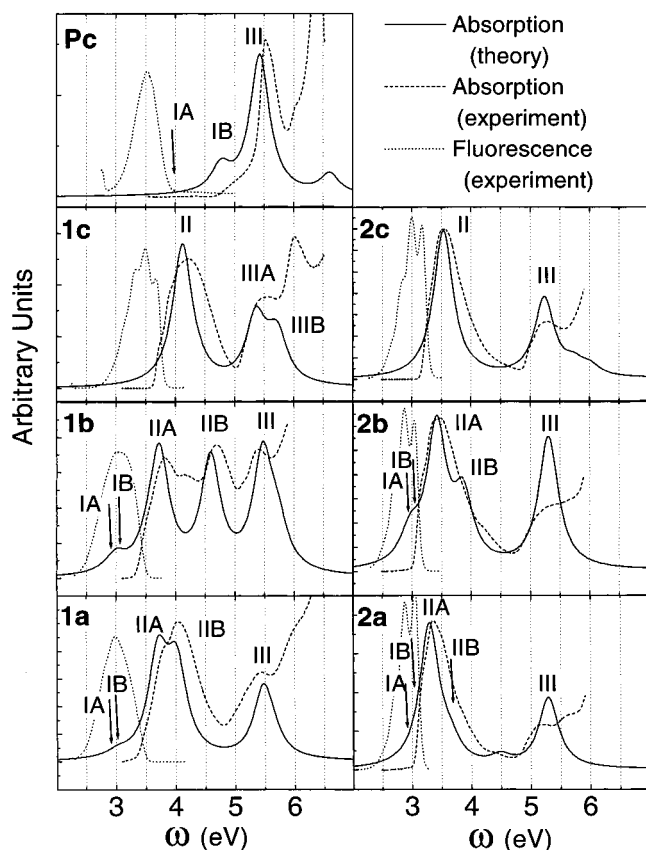 Pc
III
IA
IB
Absorption
(theory)
Absorption
(experiment)
Fluorescence
(experiment)
1c
II
IIIA
IIIB
2c
II
III
1b
IIA
IIB
III
IB
IA
2b
IIA
IIB
III
IB
IA
1a
IIA
IIB
III
IB
IA
2a
IIA
IIB
III
IB
IA
Arbitrary Units
3 4 5 6
3 4 5 6
ω (eV)
ω (eV)